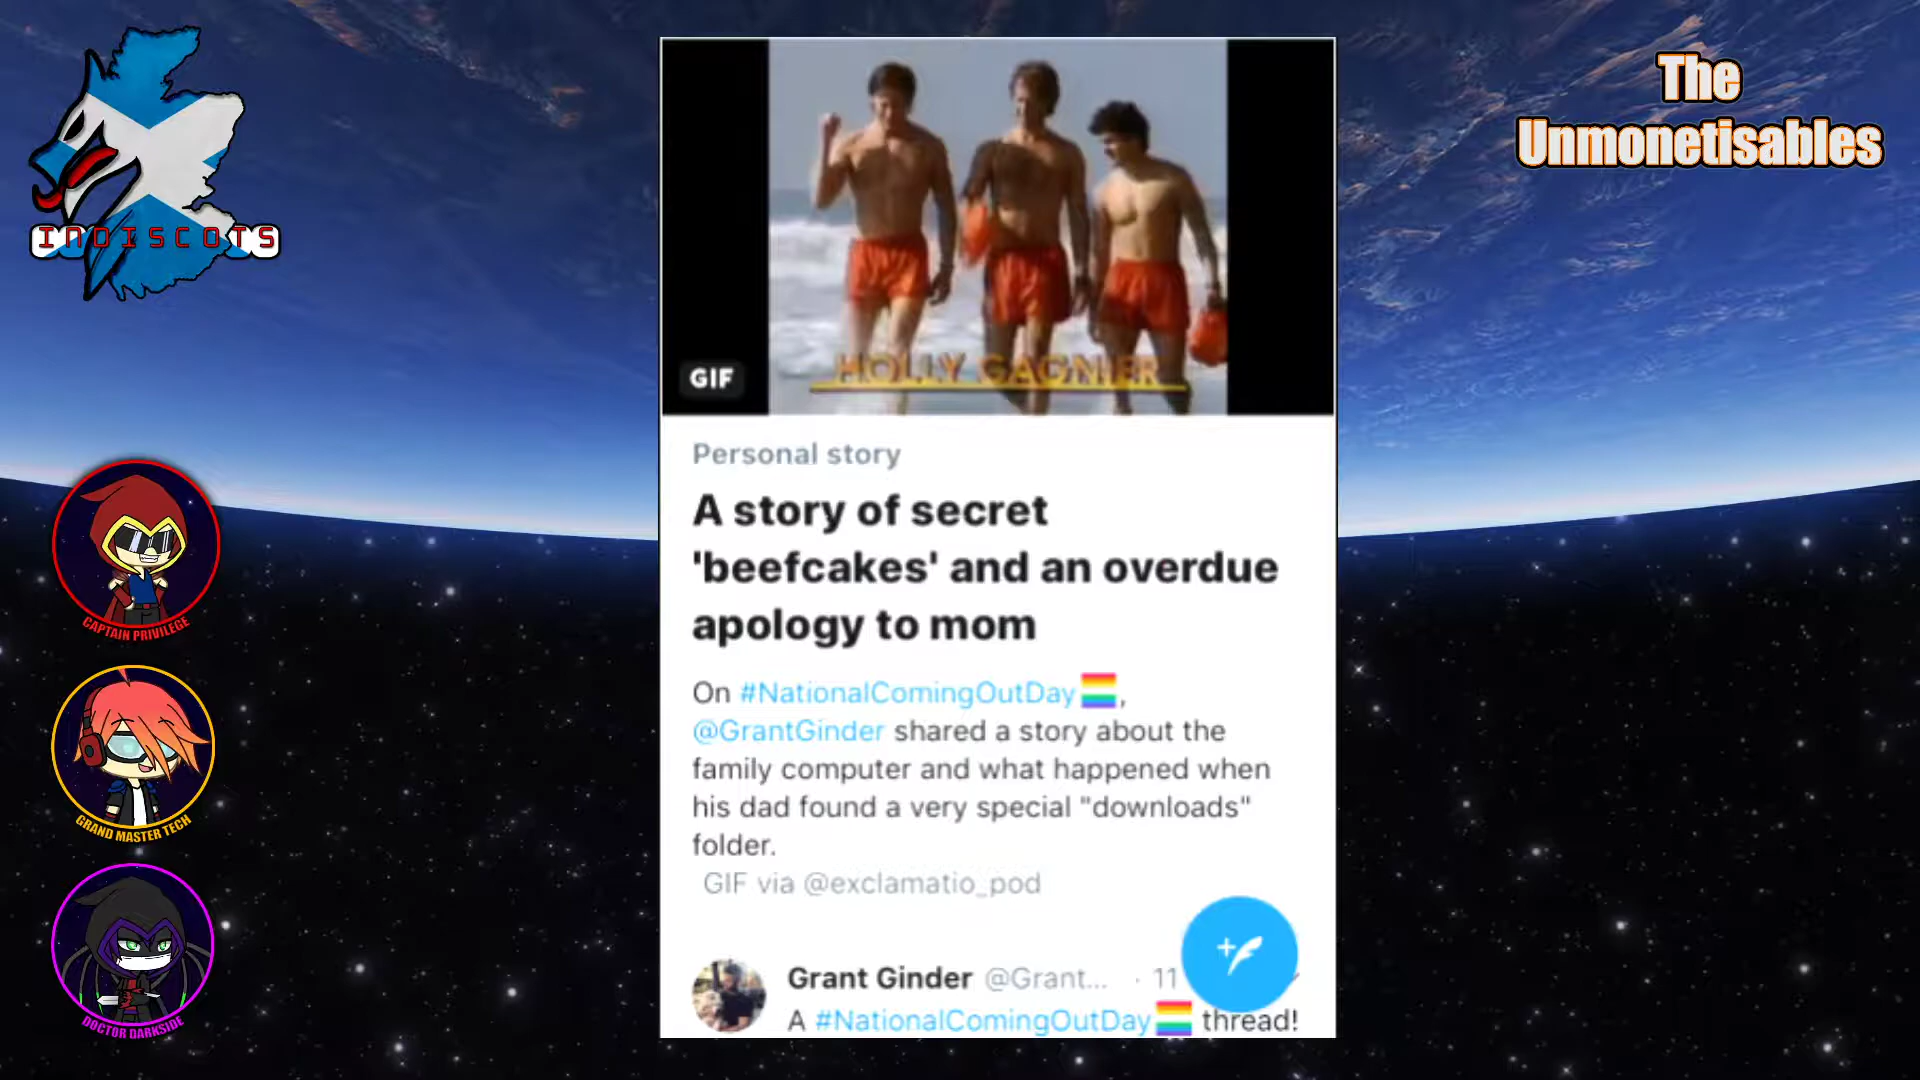 INDISCOTS
The
Unmonetisables
HOLLY GAGNIER
GIF
Personal story
A story of secret
'beefcakes' and an overdue
apology to mom
On #NationalComingOutDay,
@GrantGinder shared a story about the
family computer and what happened when
his dad found a very special "downloads"
folder.
GIF via @exclamatio_pod
Grant Ginder @Grant... · 11
A #NationalComingOutDay thread!
CAPTAIN PRIVILEGE
GRAND MASTER TECH
DOCTOR DARKSIDE